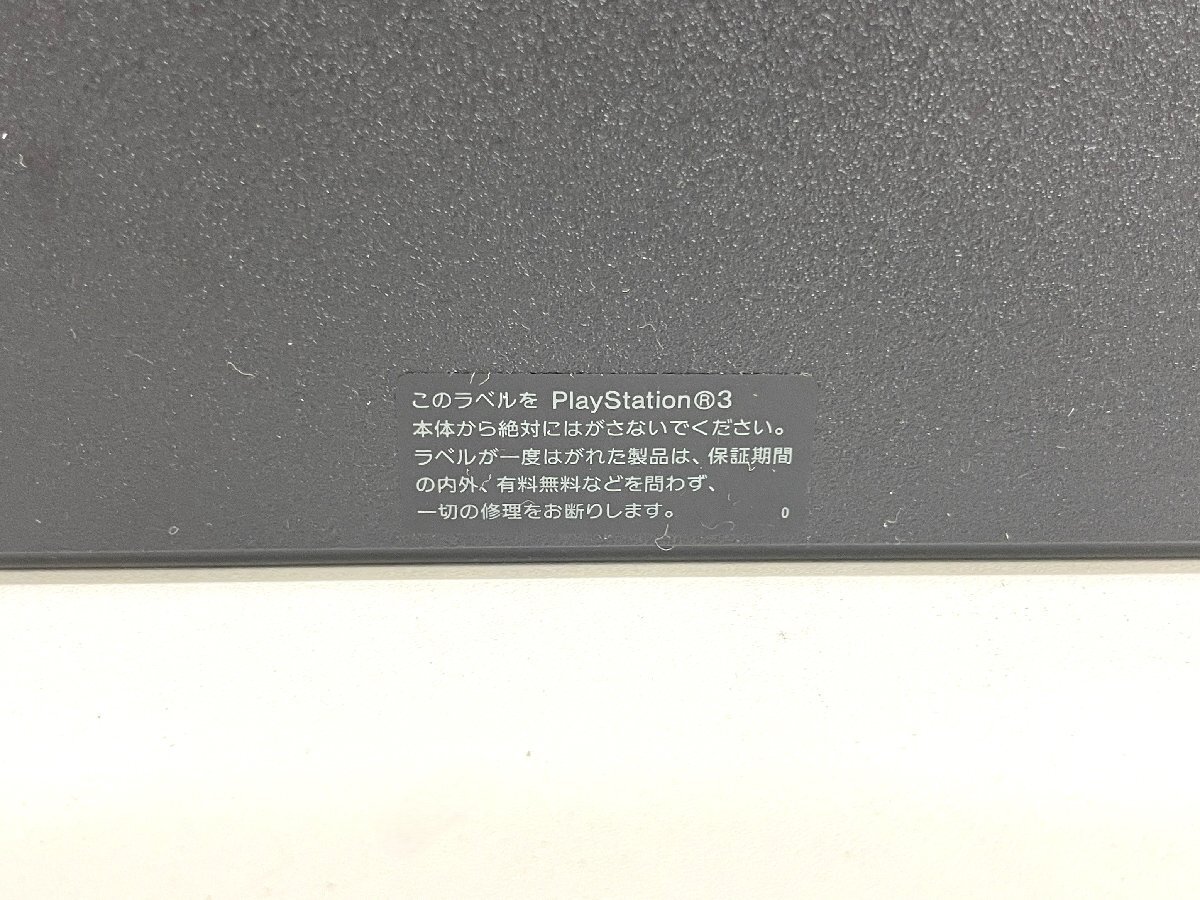 このラベルを PlayStation®3
本体から絶対にはがさないでください。
ラベルが一度はがれた製品は、保証期間
の内外、有料無料などを問わず、
一切の修理をお断りします。 0